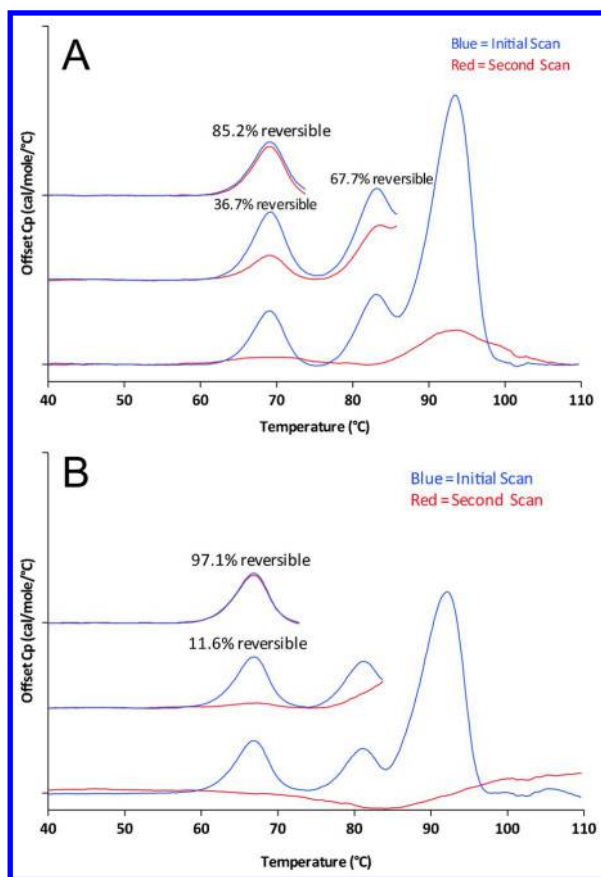 A
Blue = Initial Scan
Red = Second Scan
85.2% reversible
67.7% reversible
36.7% reversible
Offset Cp (cal/mole/°C)
40 50 60 70 80 90 100 110
Temperature (°C)
B
Blue = Initial Scan
Red = Second Scan
97.1% reversible
11.6% reversible
Offset Cp (cal/mole/°C)
40 50 60 70 80 90 100 110
Temperature (°C)